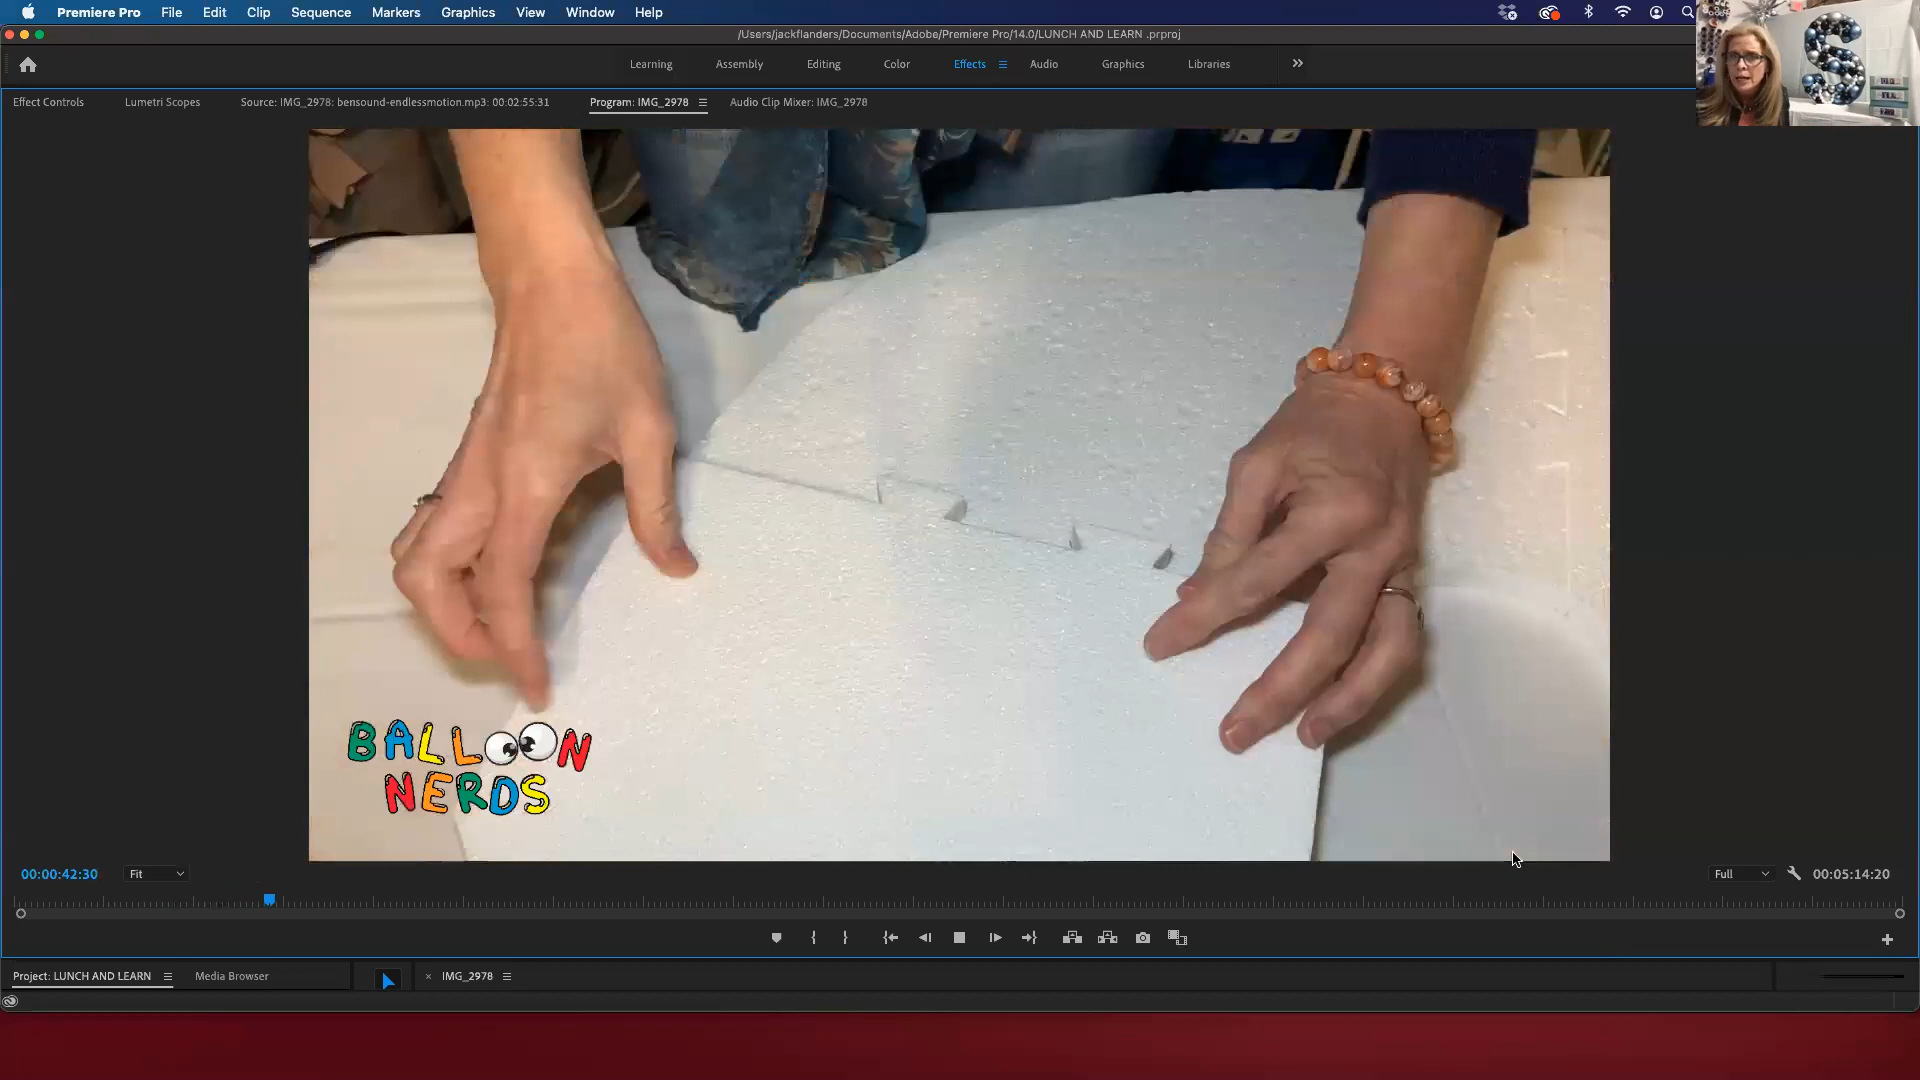 Premiere Pro File Edit Clip Sequence Markers Graphics View Window Help
/Users/jackflanders/Documents/Adobe/Premiere Pro/14.0/LUNCH AND LEARN .prproj
Learning Assembly Editing Color Effects Audio Graphics Libraries
Effect Controls Lumetri Scopes Source: IMG_2978: bensound-endlessmotion.mp3: 00:02:55:31 Program: IMG_2978 Audio Clip Mixer: IMG_2978
S
BALLOON
NERDS
00:00:42:30 Fit Full 00:05:14:20
Project: LUNCH AND LEARN Media Browser × IMG_2978